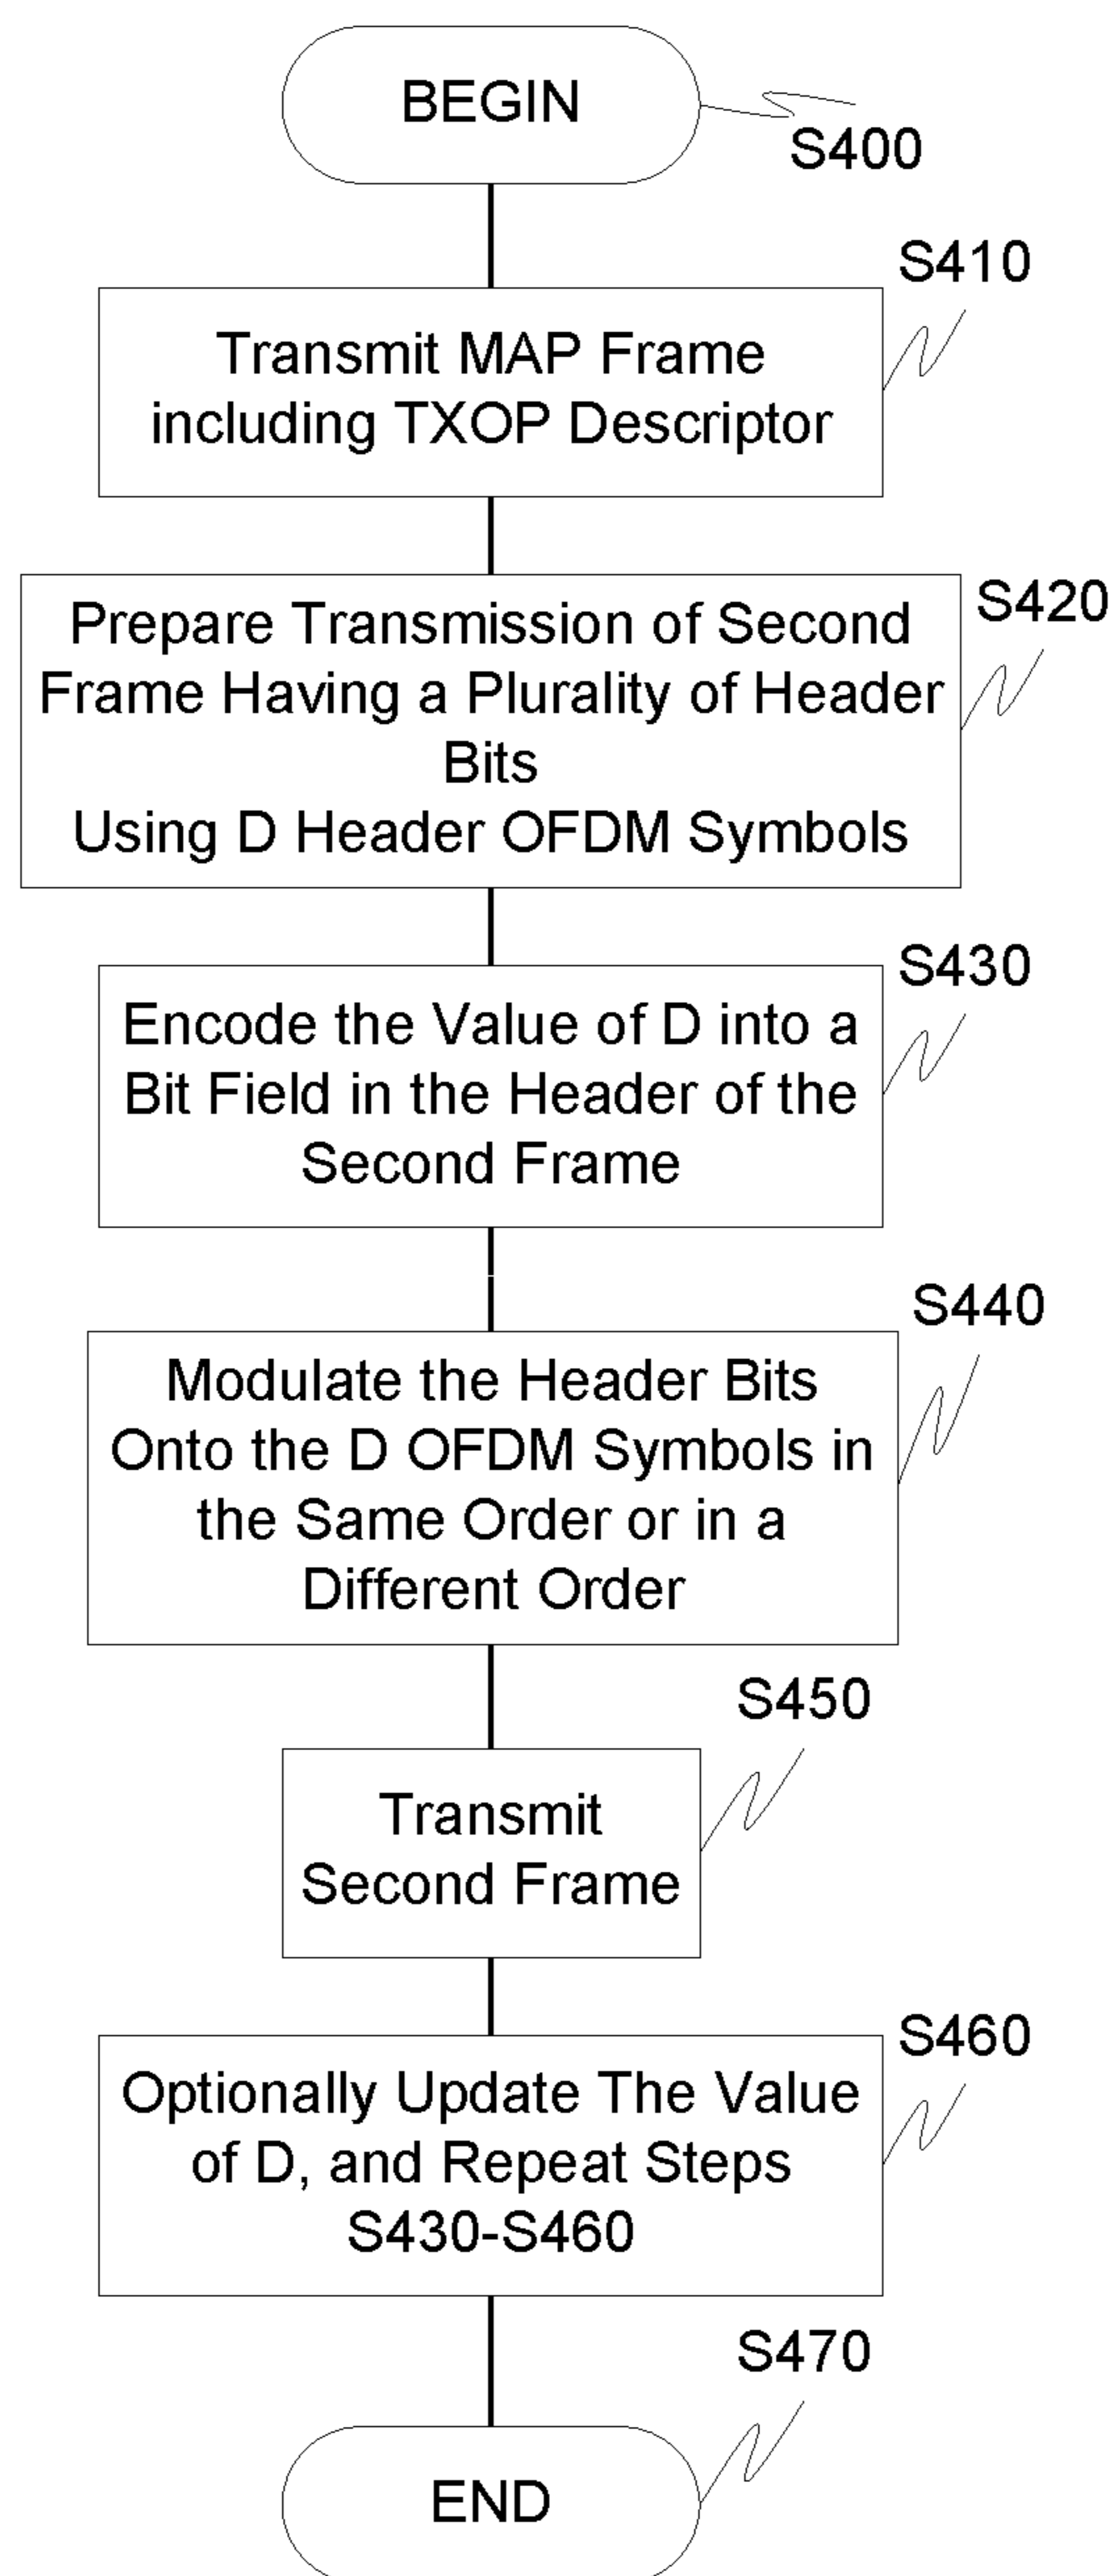 BEGIN
S400
S410
Transmit MAP Frame
including TXOP Descriptor
S420
Prepare Transmission of Second
Frame Having a Plurality of Header
Bits
Using D Header OFDM Symbols
S430
Encode the Value of D into a
Bit Field in the Header of the
Second Frame
S440
Modulate the Header Bits
Onto the D OFDM Symbols in
the Same Order or in a
Different Order
S450
Transmit
Second Frame
S460
Optionally Update The Value
of D, and Repeat Steps
S430-S460
S470
END